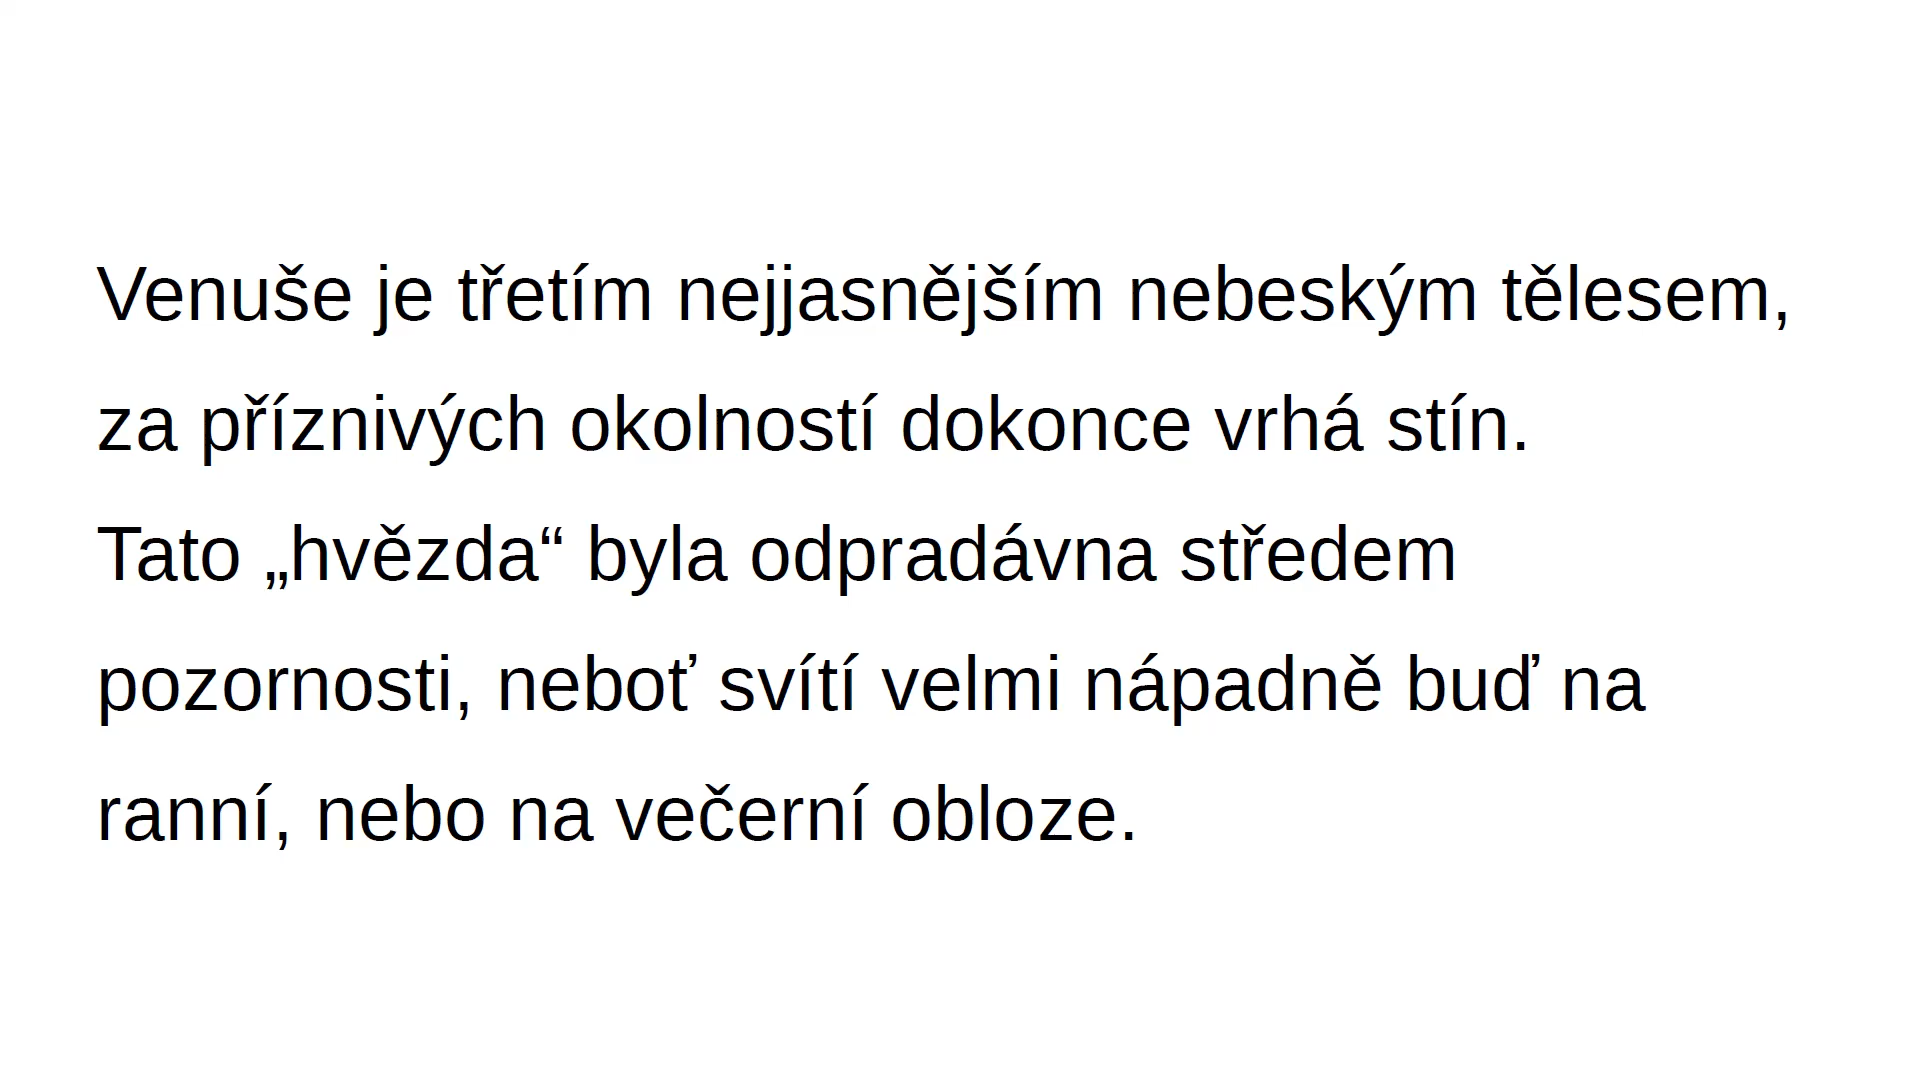 Venuše je třetím nejjasnějším nebeským tělesem,
za příznivých okolností dokonce vrhá stín.
Tato „hvězda“ byla odpradávna středem
pozornosti, neboť svítí velmi nápadně buď na
ranní, nebo na večerní obloze.